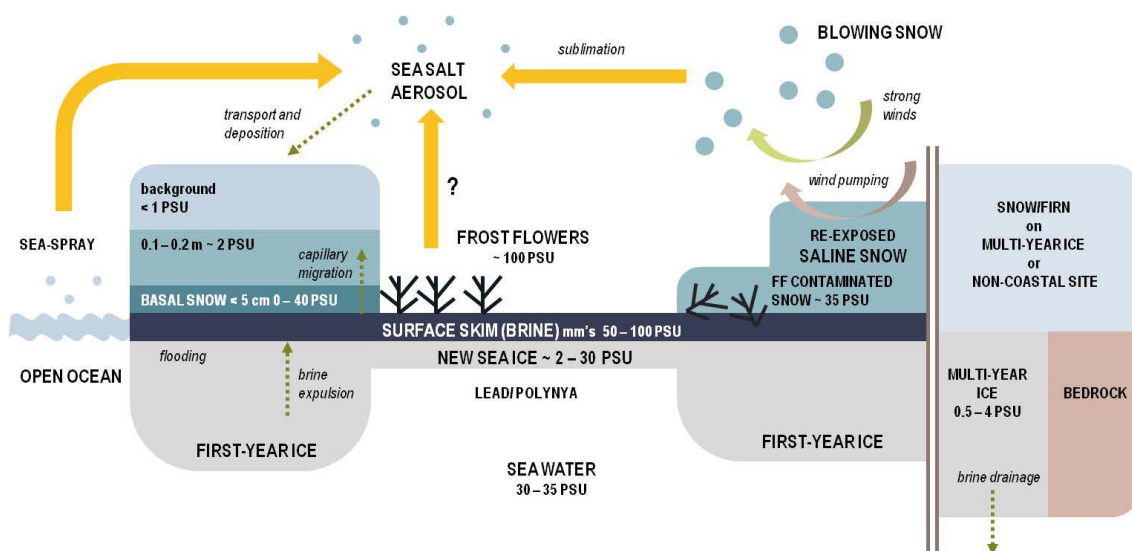 BLOWING SNOW
sublimation
SEA SALT
AEROSOL
strong
winds
transport and
deposition
background
< 1 PSU
?
wind pumping
SNOW/FIRN
on
MULTI-YEAR ICE
or
NON-COASTAL SITE
SEA-SPRAY
0.1 – 0.2 m ~ 2 PSU
capillary
migration
FROST FLOWERS
~ 100 PSU
RE-EXPOSED
SALINE SNOW
FF CONTAMINATED
SNOW ~ 35 PSU
BASAL SNOW < 5 cm 0 – 40 PSU
SURFACE SKIM (BRINE) mm's 50 – 100 PSU
flooding
NEW SEA ICE ~ 2 – 30 PSU
OPEN OCEAN
brine
expulsion
LEAD/POLYNYA
MULTI-YEAR
ICE
0.5 – 4 PSU
BEDROCK
FIRST-YEAR ICE
FIRST-YEAR ICE
SEA WATER
30 – 35 PSU
brine drainage